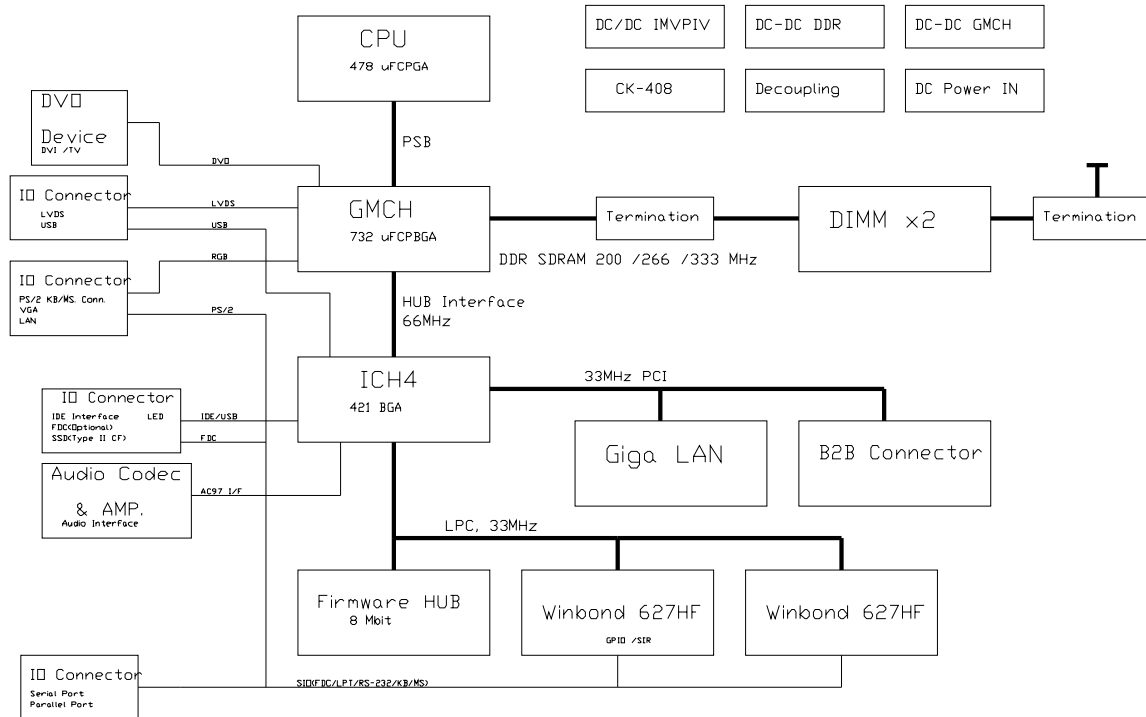 CPU
478 uFCPGA
DC/DC IMVPIV
DC-DC DDR
DC-DC GMCH
CK-408
Decoupling
DC Power IN
DVO
Device
DVI /TV
PSB
DVO
IO Connector
LVDS
USB
LVDS
USB
GMCH
732 uFCPBGA
Termination
DIMM x2
Termination
DDR SDRAM 200 /266 /333 MHz
RGB
IO Connector
PS/2 KB/MS. Conn.
VGA
LAN
PS/2
HUB Interface
66MHz
ICH4
421 BGA
33MHz PCI
IO Connector
IDE Interface LED
FDC(Optional)
SSD(Type II CF)
IDE/USB
FDC
Giga LAN
B2B Connector
Audio Codec
& AMP.
Audio Interface
AC97 I/F
LPC, 33MHz
Firmware HUB
8 Mbit
Winbond 627HF
GPIO /SIR
Winbond 627HF
IO Connector
Serial Port
Parallel Port
SIO(FDC/LPT/RS-232/KB/MS)